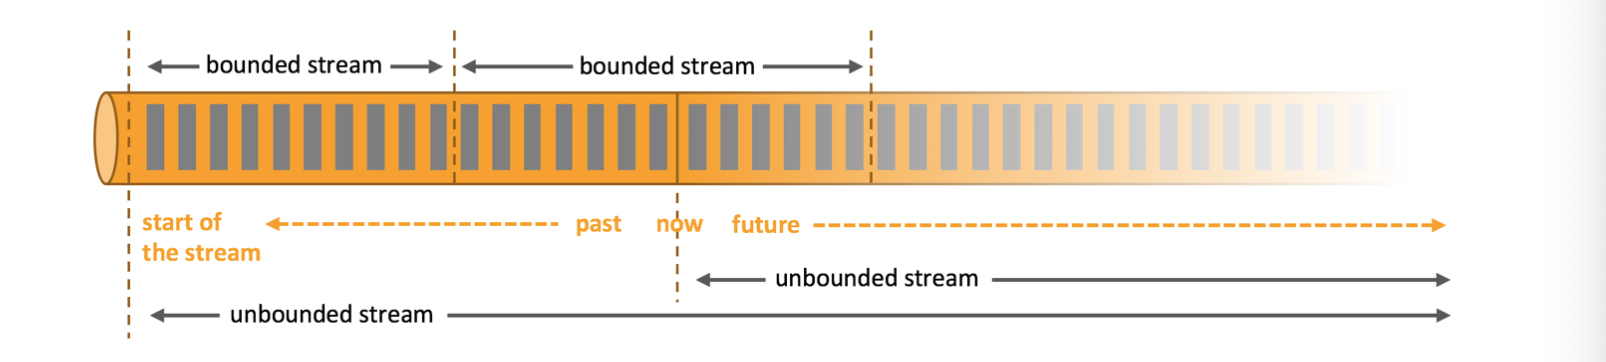 bounded stream
bounded stream
start of
the stream
past
now
future
unbounded stream
unbounded stream